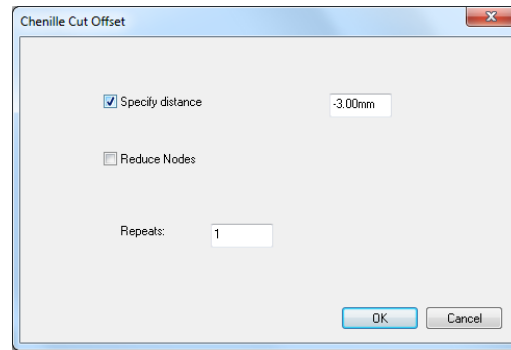 Chenille Cut Offset
Specify distance -3.00mm
Reduce Nodes
Repeats: 1
OK Cancel